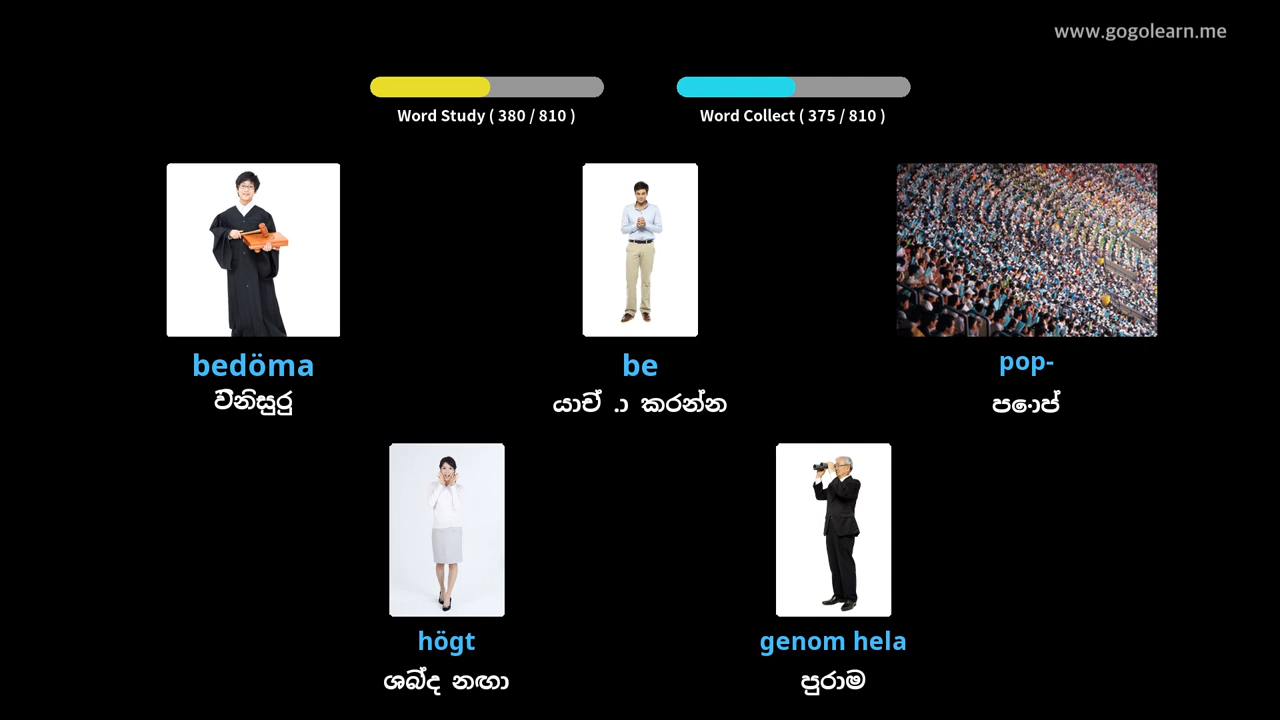 www.gogolearn.me
Word Study ( 380 / 810 )
Word Collect ( 375 / 810 )
bedöma
විනිසුරු
be
යාච් .ා කරන්න
pop-
පොප්
högt
ශබ්ද නඟා
genom hela
පුරාම